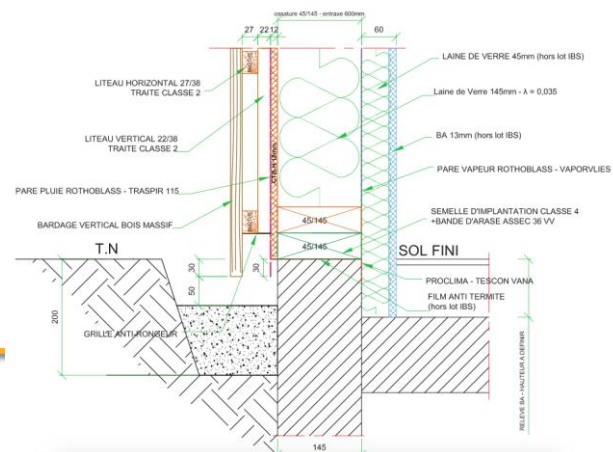 ossature 45/145 - entraxe 600mm
27
22
12
60
LITEAU HORIZONTAL 27/38
TRAITE CLASSE 2
LITEAU VERTICAL 22/38
TRAITE CLASSE 2
PARE PLUIE ROTHOBLASS - TRASPIR 115
BARDAGE VERTICAL BOIS MASSIF
LAINE DE VERRE 45mm (hors lot IBS)
Laine de Verre 145mm - λ = 0,035
BA 13mm (hors lot IBS)
PARE VAPEUR ROTHOBLASS - VAPORVLIES
SEMELLE D'IMPLANTATION CLASSE 4
+BANDE D'ARASE ASSEC 36 VV
45/145
45/145
T.N
SOL FINI
30
30
50
200
PROCLIMA - TESCON VANA
FILM ANTI TERMITE
(hors lot IBS)
GRILLE ANTI-RONGEUR
RELEVE BA - HAUTEUR A DEFINIR
145